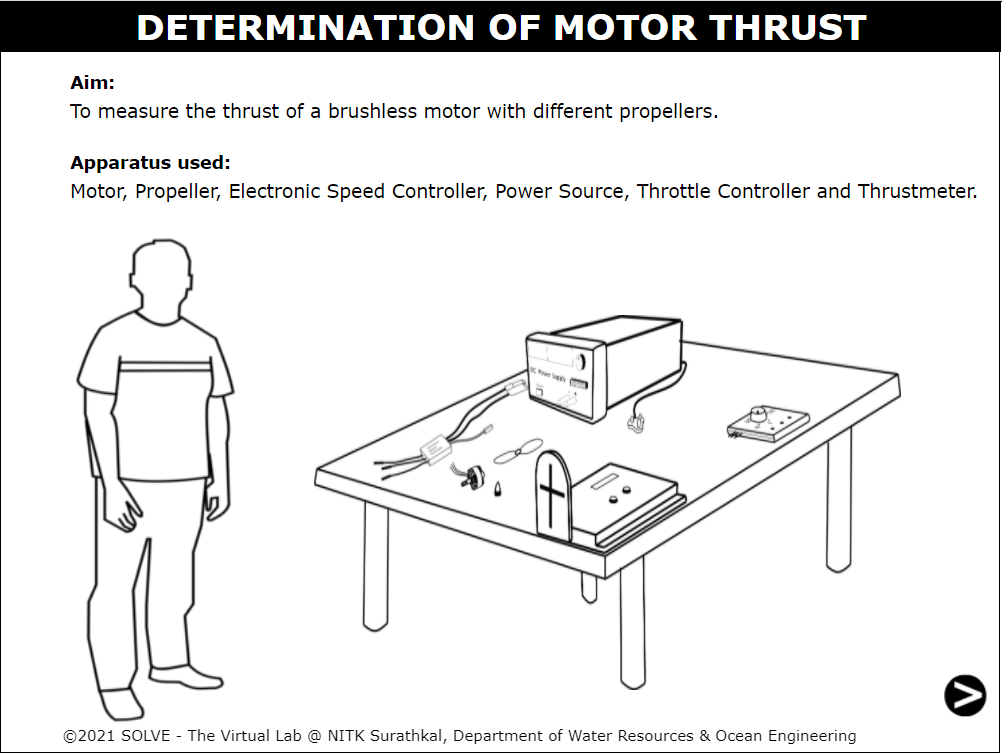 DETERMINATION OF MOTOR THRUST
Aim:
To measure the thrust of a brushless motor with different propellers.
Apparatus used:
Motor, Propeller, Electronic Speed Controller, Power Source, Throttle Controller and Thrustmeter.
DC Power Supply
©2021 SOLVE - The Virtual Lab @ NITK Surathkal, Department of Water Resources & Ocean Engineering